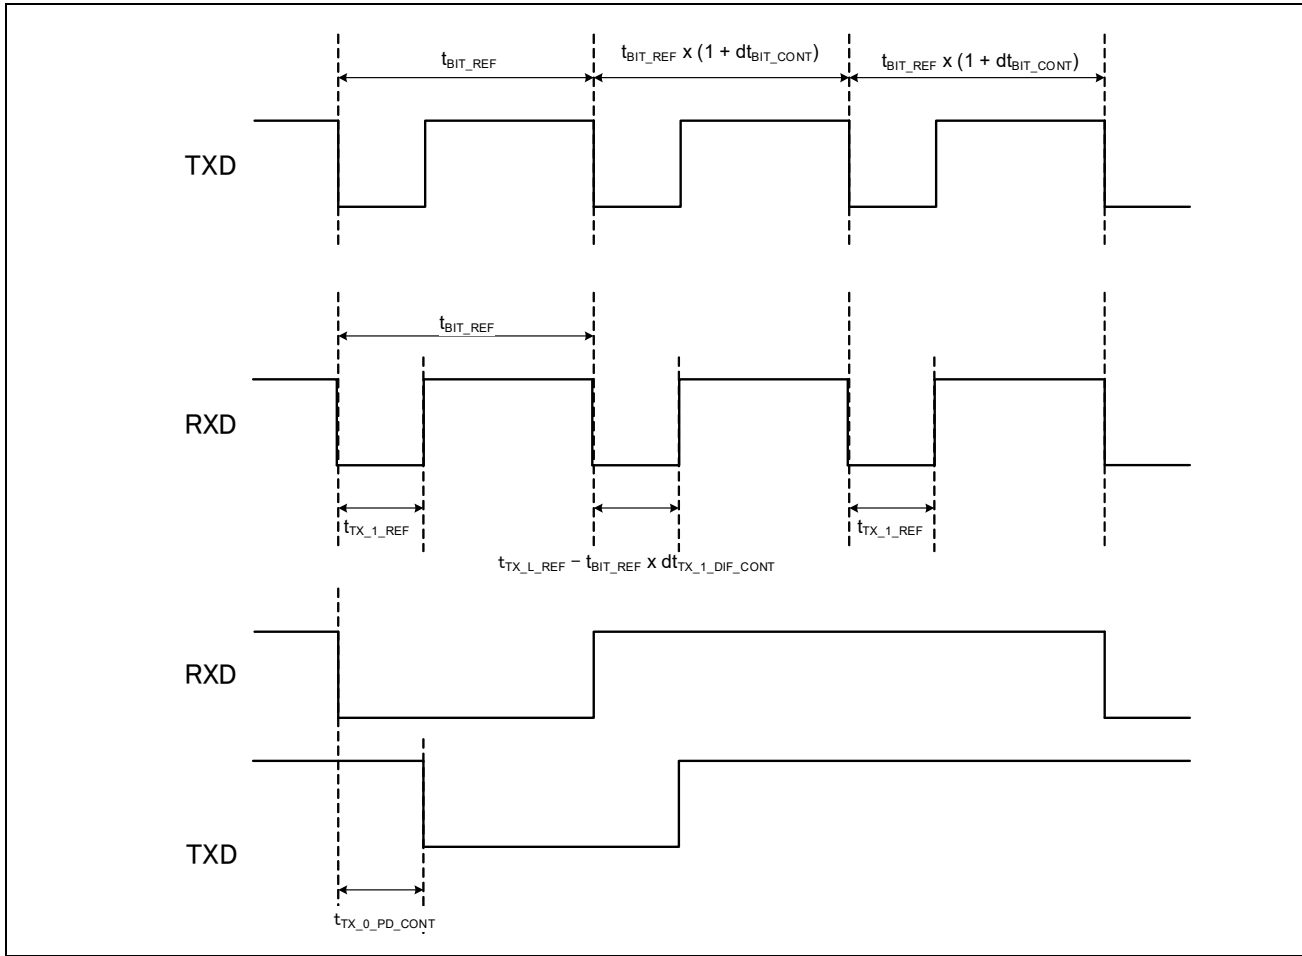 tBIT_REF
tBIT_REF x (1 + dtBIT_CONT)
tBIT_REF x (1 + dtBIT_CONT)
TXD
tBIT_REF
RXD
tTX_1_REF
tTX_1_REF
tTX_L_REF − tBIT_REF x dtTX_1_DIF_CONT
RXD
TXD
tTX_0_PD_CONT